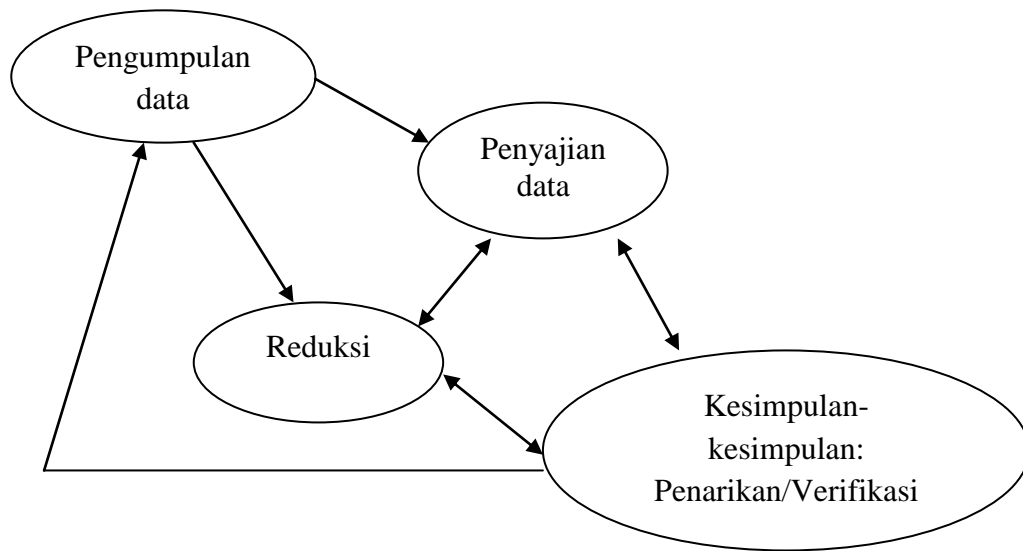 Pengumpulan
data
Penyajian
data
Reduksi
Kesimpulan-
kesimpulan:
Penarikan/Verifikasi